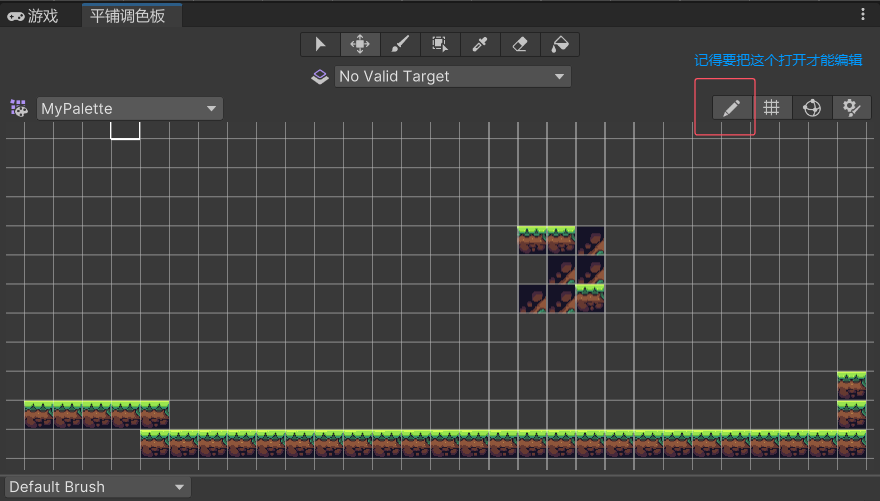 游戏
平铺调色板
记得要把这个打开才能编辑
No Valid Target
MyPalette
Default Brush